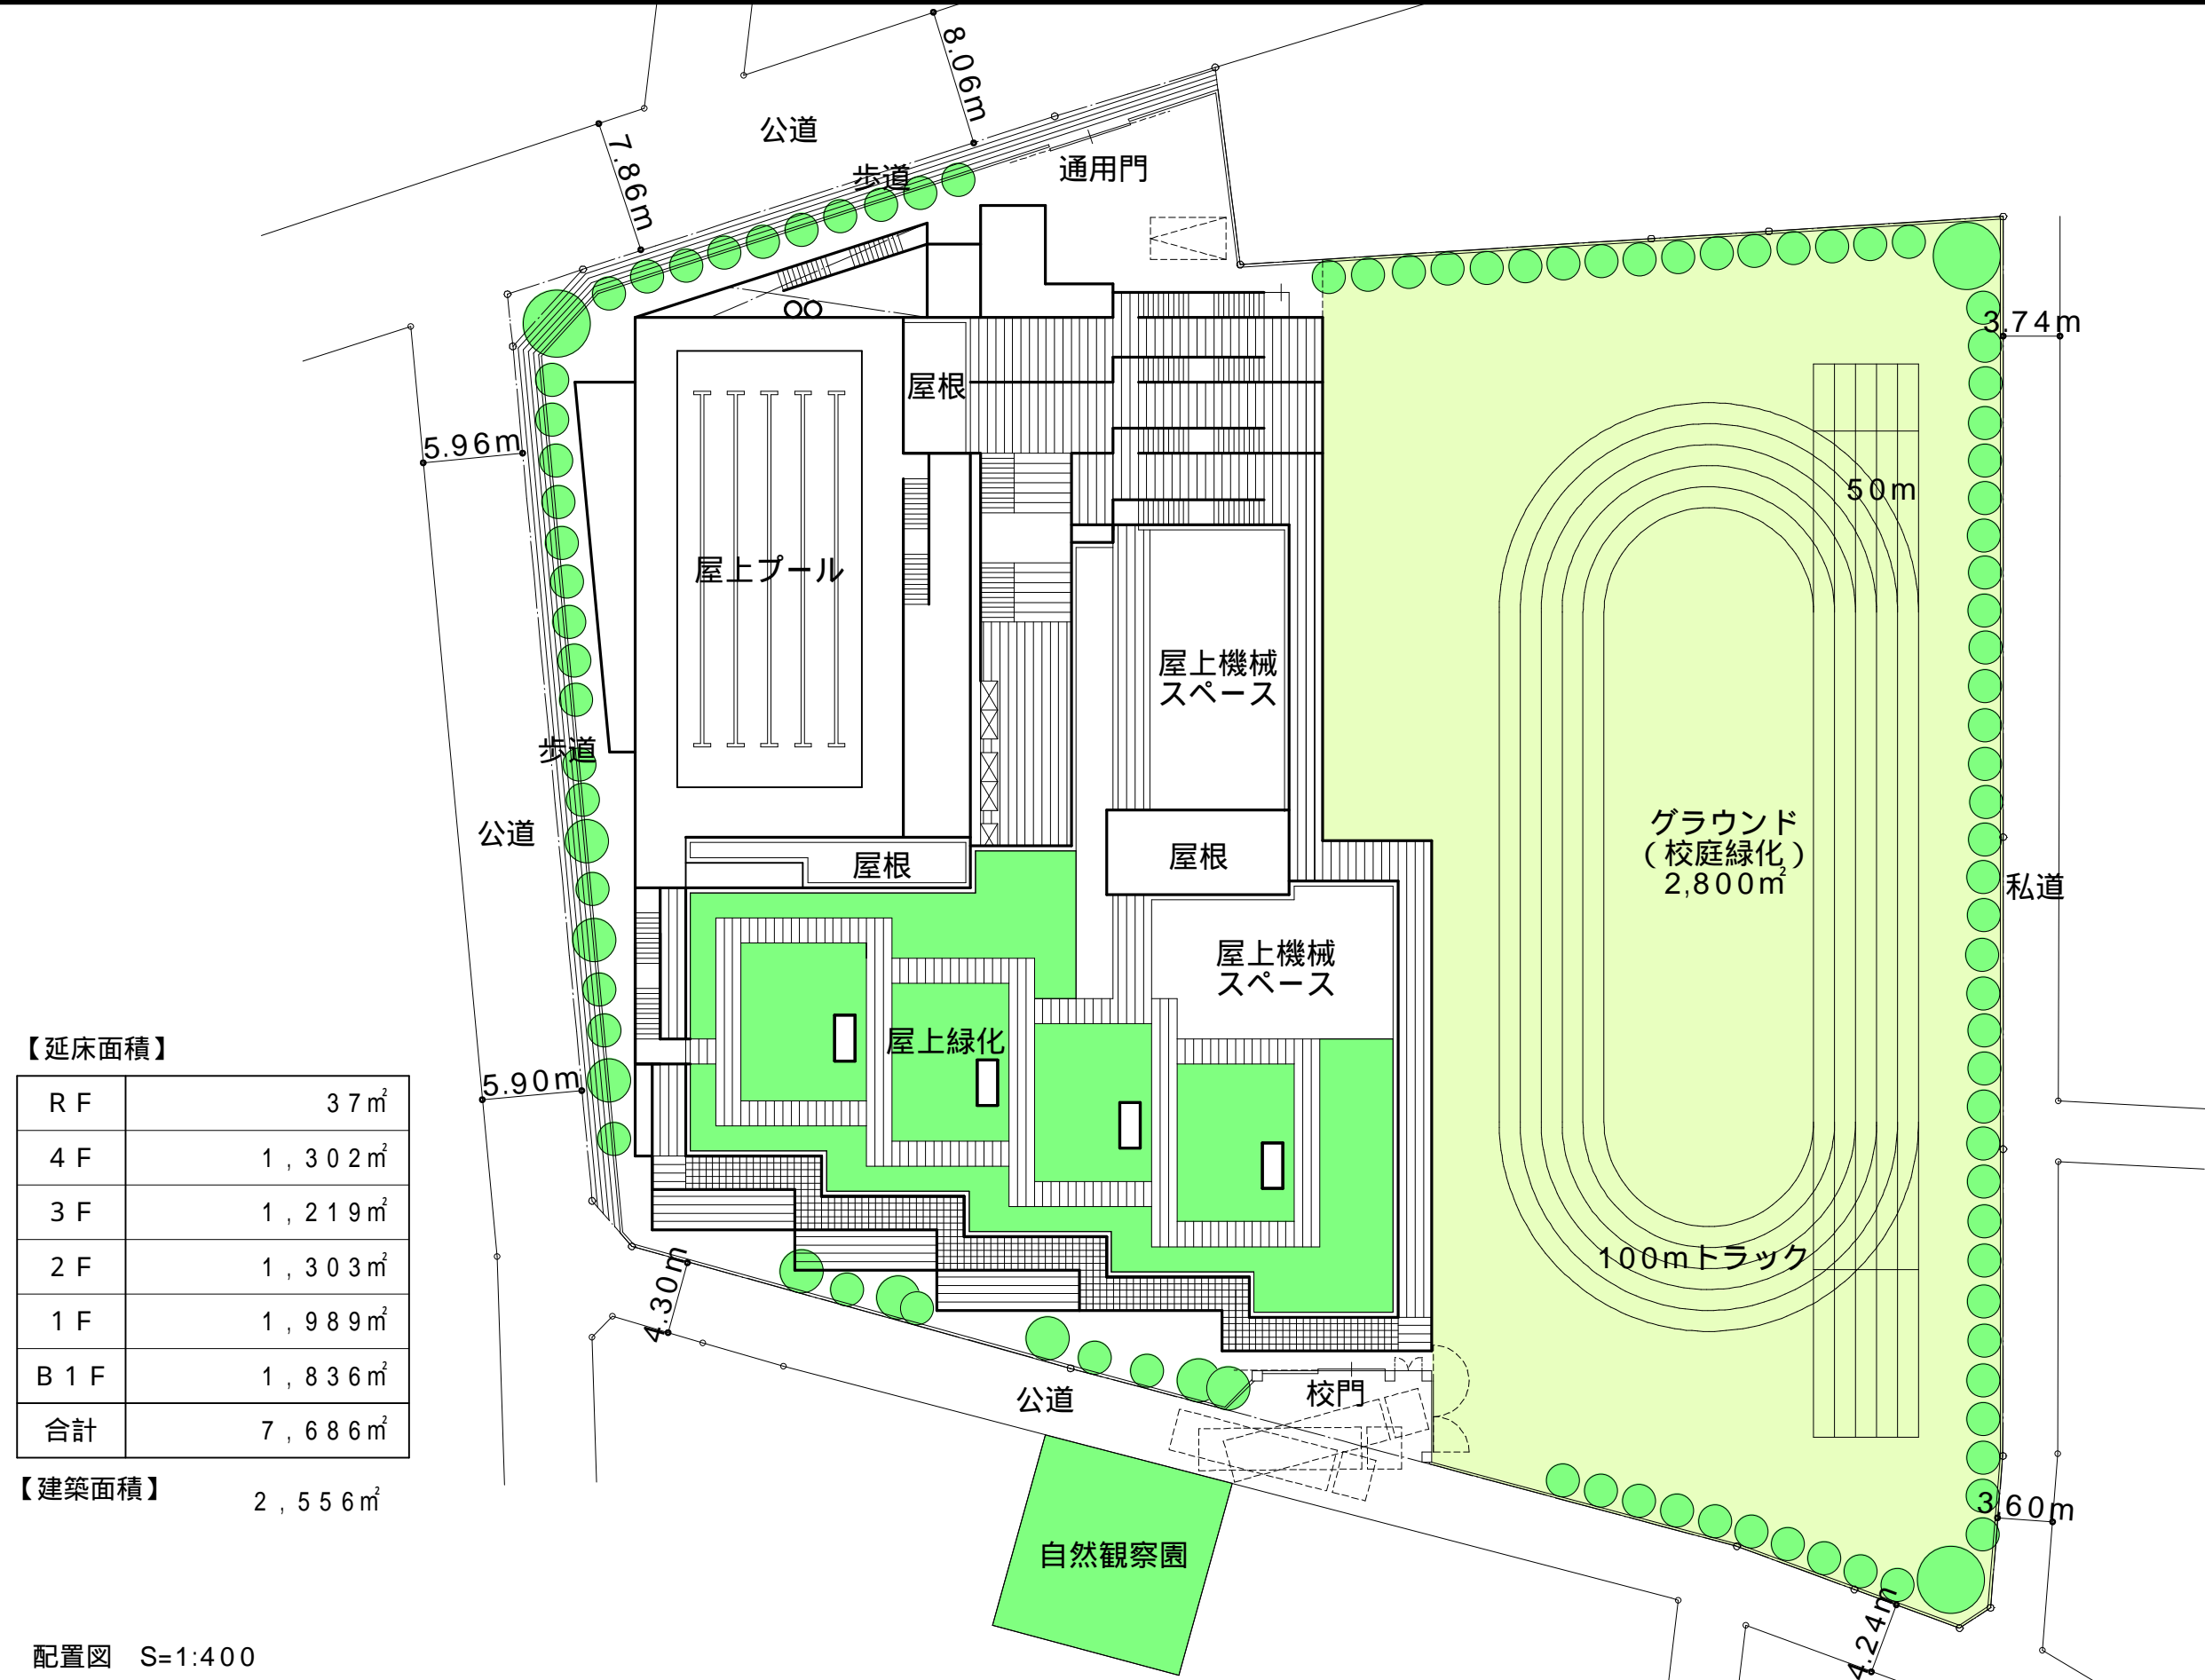 8.06m
公道
7.86m
歩道
通用門
3.74m
屋根
5.96m
50m
屋上プール
屋上機械
スペース
歩道
公道
グラウンド
(校庭緑化)
2,800㎡
屋根
屋根
私道
屋上機械
スペース
屋上緑化
【延床面積】
RF 37㎡
4F 1,302㎡
3F 1,219㎡
2F 1,303㎡
1F 1,989㎡
B1F 1,836㎡
合計 7,686㎡
【建築面積】 2,556㎡
5.90m
100mトラック
4.30m
公道
校門
3.60m
自然観察園
4.24m
配置図 S=1:400